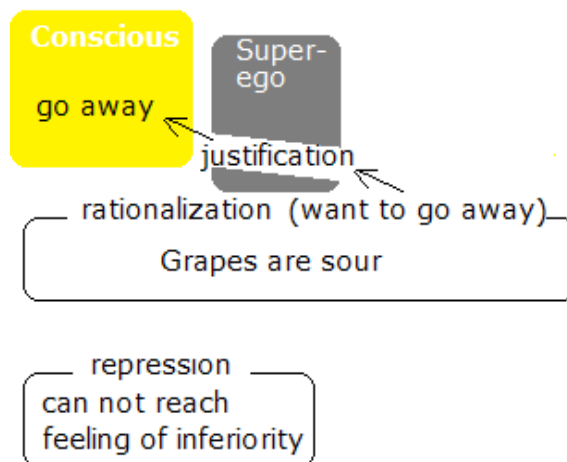 Conscious
Super-
ego
go away
justification
rationalization (want to go away)
Grapes are sour
repression
can not reach
feeling of inferiority